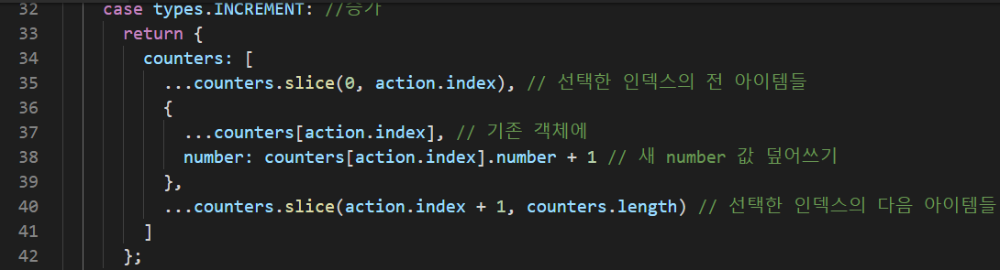 32 case types.INCREMENT: //증가
33 return {
34 counters: [
35 ...counters.slice(0, action.index), // 선택한 인덱스의 전 아이템들
36 {
37 ...counters[action.index], // 기존 객체에
38 number: counters[action.index].number + 1 // 새 number 값 덮어쓰기
39 },
40 ...counters.slice(action.index + 1, counters.length) // 선택한 인덱스의 다음 아이템들
41 ]
42 };